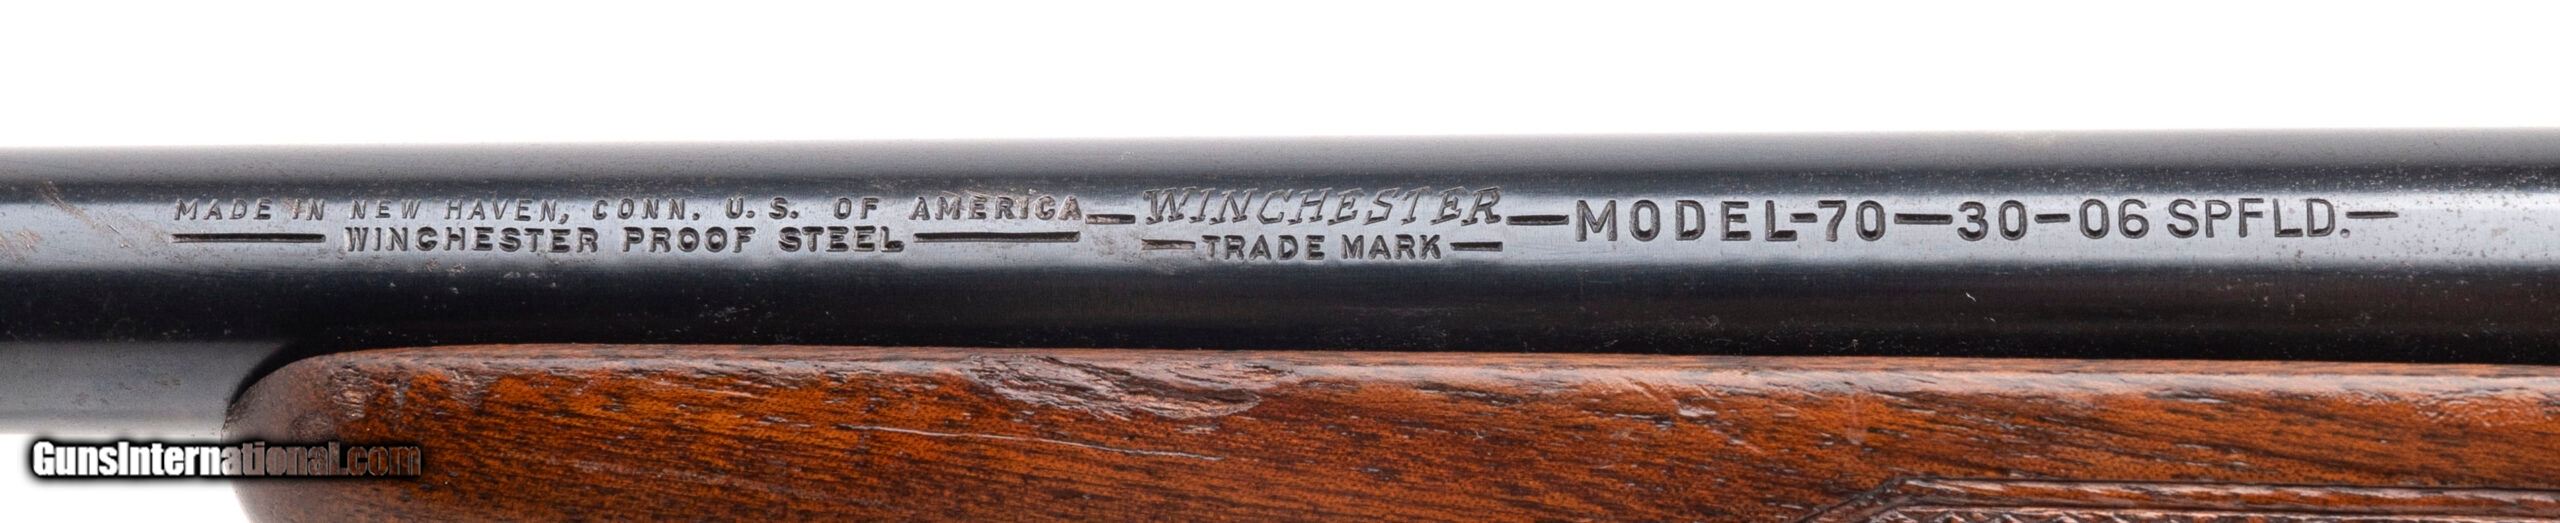 MADE IN NEW HAVEN, CONN. U.S. OF AMERICA
—WINCHESTER PROOF STEEL—
—WINCHESTER—
—TRADE MARK—
MODEL-70—30-06 SPFLD.—
GunsInternational.com